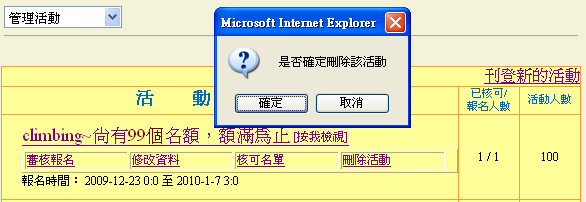 管理活動
Microsoft Internet Explorer
是否確定刪除該活動
確定
取消
刊登新的活動
活 動
已核可/
報名人數
活動人數
climbing~尚有99個名額，額滿為止 [按我檢視]
審核報名
修改資料
核可名單
刪除活動
1 / 1
100
報名時間： 2009-12-23 0:0 至 2010-1-7 3:0